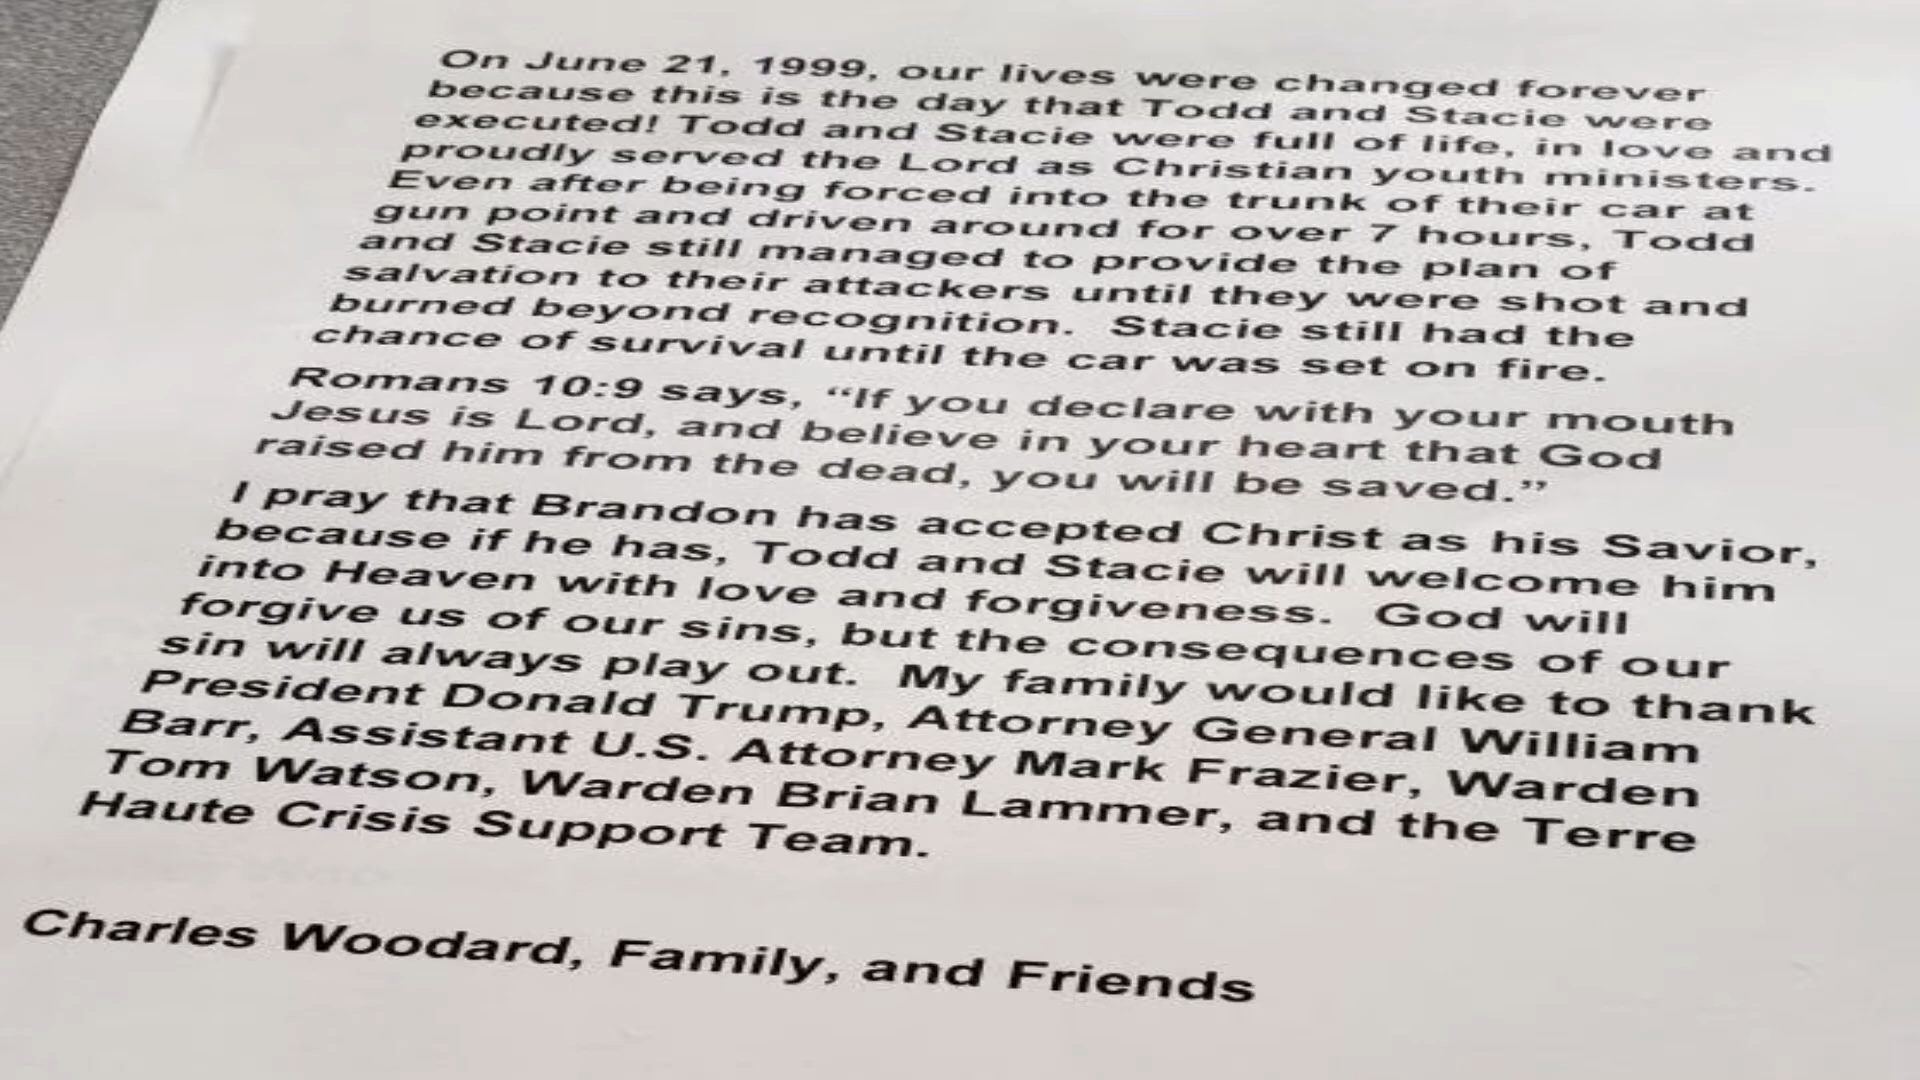 On June 21, 1999, our lives were changed forever
because this is the day that Todd and Stacie were
executed! Todd and Stacie were full of life, in love and
proudly served the Lord as Christian youth ministers.
Even after being forced into the trunk of their car at
gun point and driven around for over 7 hours, Todd
and Stacie still managed to provide the plan of
salvation to their attackers until they were shot and
burned beyond recognition. Stacie still had the
chance of survival until the car was set on fire.
Romans 10:9 says, “If you declare with your mouth
Jesus is Lord, and believe in your heart that God
raised him from the dead, you will be saved.”
I pray that Brandon has accepted Christ as his Savior,
because if he has, Todd and Stacie will welcome him
into Heaven with love and forgiveness. God will
forgive us of our sins, but the consequences of our
sin will always play out. My family would like to thank
President Donald Trump, Attorney General William
Barr, Assistant U.S. Attorney Mark Frazier, Warden
Tom Watson, Warden Brian Lammer, and the Terre
Haute Crisis Support Team.
Charles Woodard, Family, and Friends